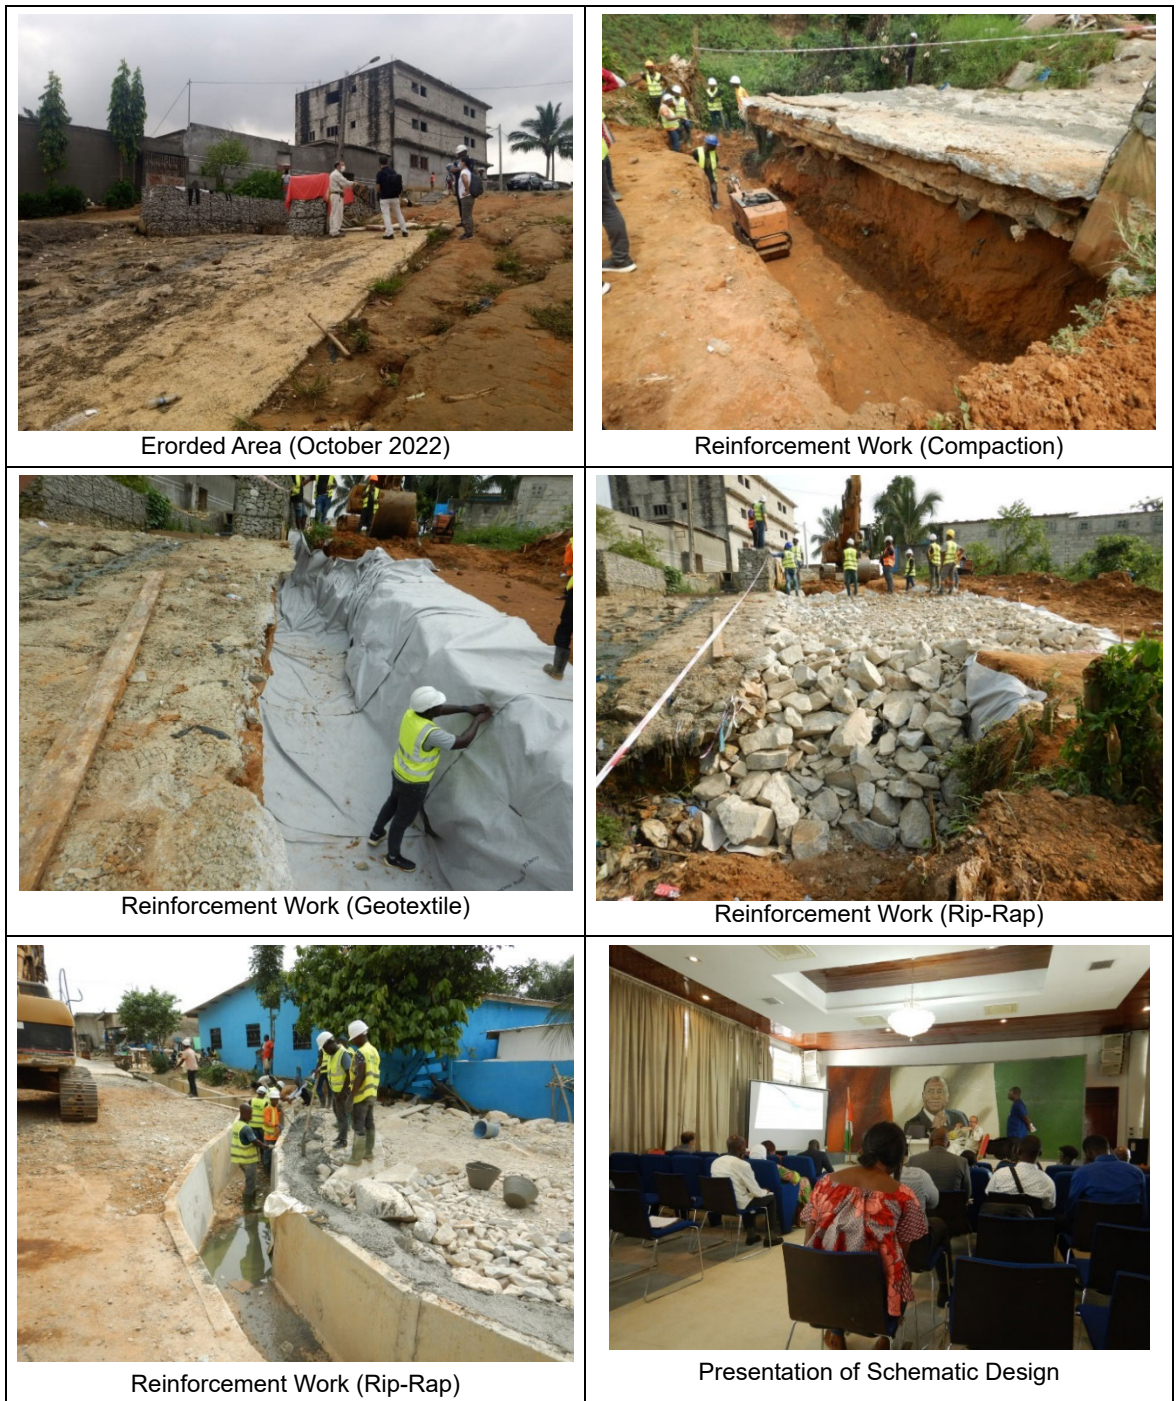 Erorded Area (October 2022)
Reinforcement Work (Compaction)
Reinforcement Work (Geotextile)
Reinforcement Work (Rip-Rap)
Reinforcement Work (Rip-Rap)
Presentation of Schematic Design